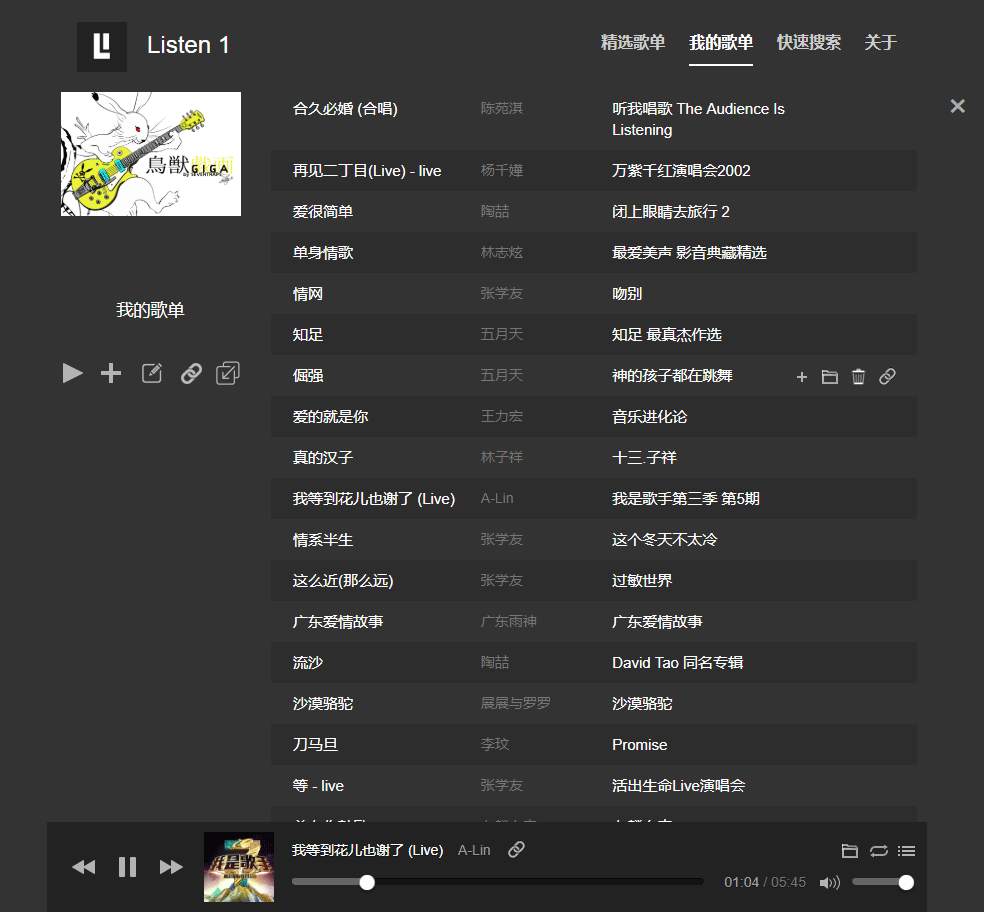 Listen 1
精选歌单 我的歌单 快速搜索 关于
鳥獣 G.I.G.A
我的歌单
合久必婚 (合唱) 陈苑淇 听我唱歌 The Audience Is
Listening
再见二丁目(Live) - live 杨千嬅 万紫千红演唱会2002
爱很简单 陶喆 闭上眼睛去旅行 2
单身情歌 林志炫 最爱美声 影音典藏精选
情网 张学友 吻别
知足 五月天 知足 最真杰作选
倔强 五月天 神的孩子都在跳舞
爱的就是你 王力宏 音乐进化论
真的汉子 林子祥 十三.子祥
我等到花儿也谢了 (Live) A-Lin 我是歌手第三季 第5期
情系半生 张学友 这个冬天不太冷
这么近(那么远) 张学友 过敏世界
广东爱情故事 广东雨神 广东爱情故事
流沙 陶喆 David Tao 同名专辑
沙漠骆驼 展展与罗罗 沙漠骆驼
刀马旦 李玟 Promise
等 - live 张学友 活出生命Live演唱会
我等到花儿也谢了 (Live) A-Lin
01:04 / 05:45